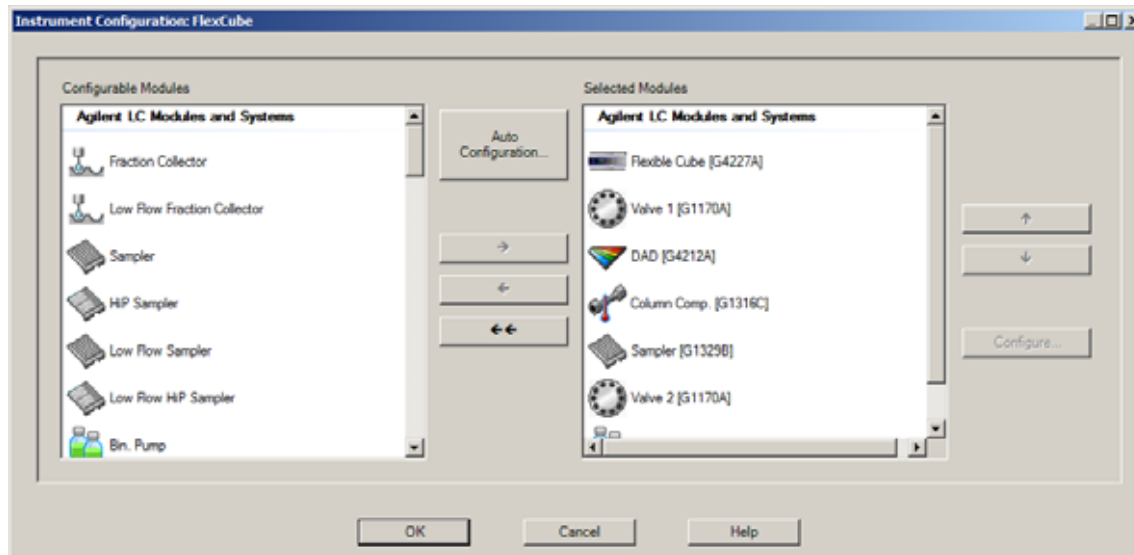 Instrument Configuration: FlexCube
Configurable Modules
Agilent LC Modules and Systems
Fraction Collector
Low Flow Fraction Collector
Sampler
HiP Sampler
Low Flow Sampler
Low Flow HiP Sampler
Bin. Pump
Auto
Configuration...
Selected Modules
Agilent LC Modules and Systems
Flexible Cube [G4227A]
Valve 1 [G1170A]
DAD [G4212A]
Column Comp. [G1316C]
Sampler [G1329B]
Valve 2 [G1170A]
Configure...
OK
Cancel
Help